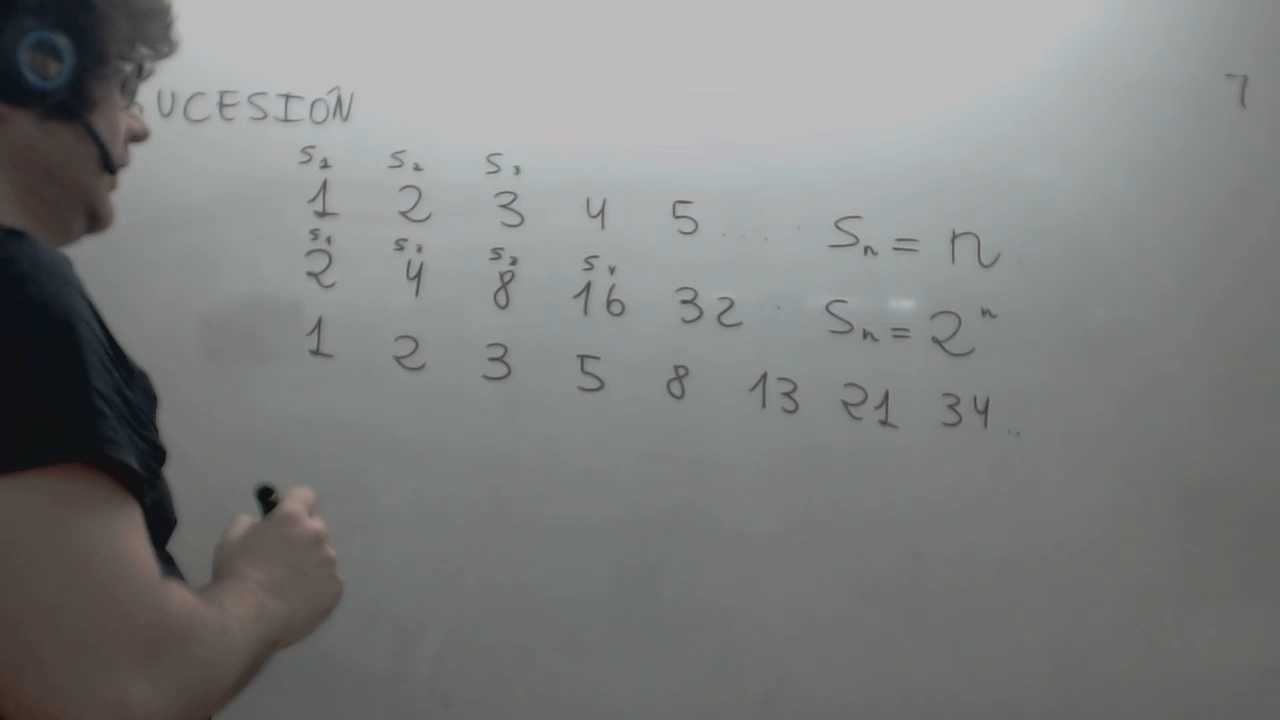 UCESIÓN
7
S₁ S₂ S₃
1 2 3 4 5 .... Sₙ = n
S₁ S₂ S₃ S₄
2 4 8 16 32 . Sₙ = 2ⁿ
1 2 3 5 8 13 21 34 ..